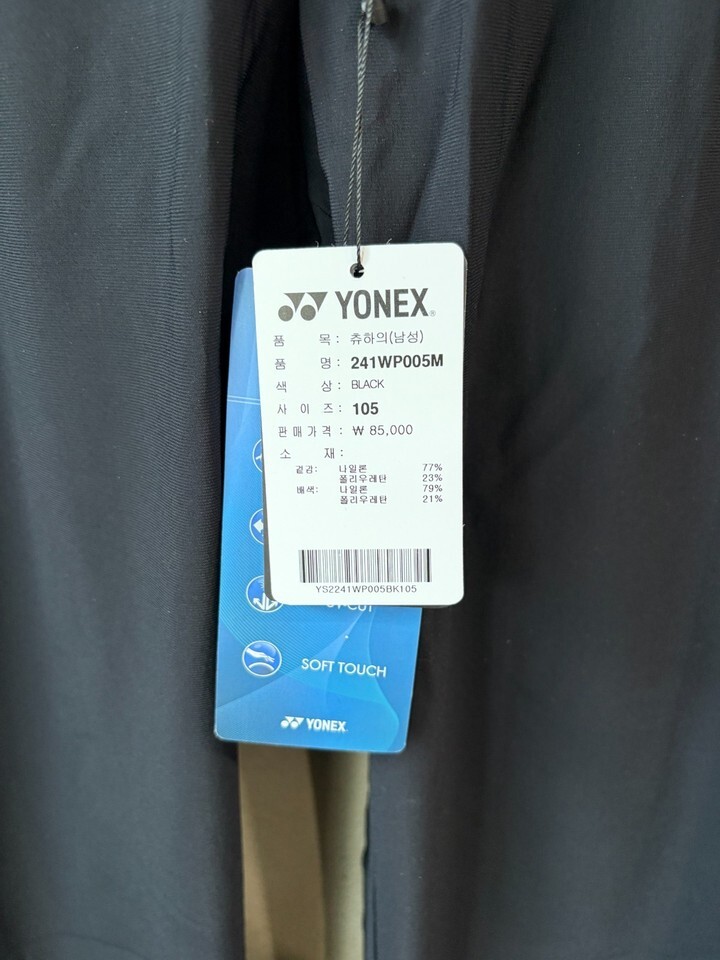 YONEX®
품 목 : 츄하의(남성)
품 명 : 241WP005M
색 상 : BLACK
사 이 즈 : 105
판 매 가 격 : ₩ 85,000
소 재 :
겉감: 나일론 77%
폴리우레탄 23%
배색: 나일론 79%
폴리우레탄 21%
YS2241WP005BK105
SOFT TOUCH
YONEX